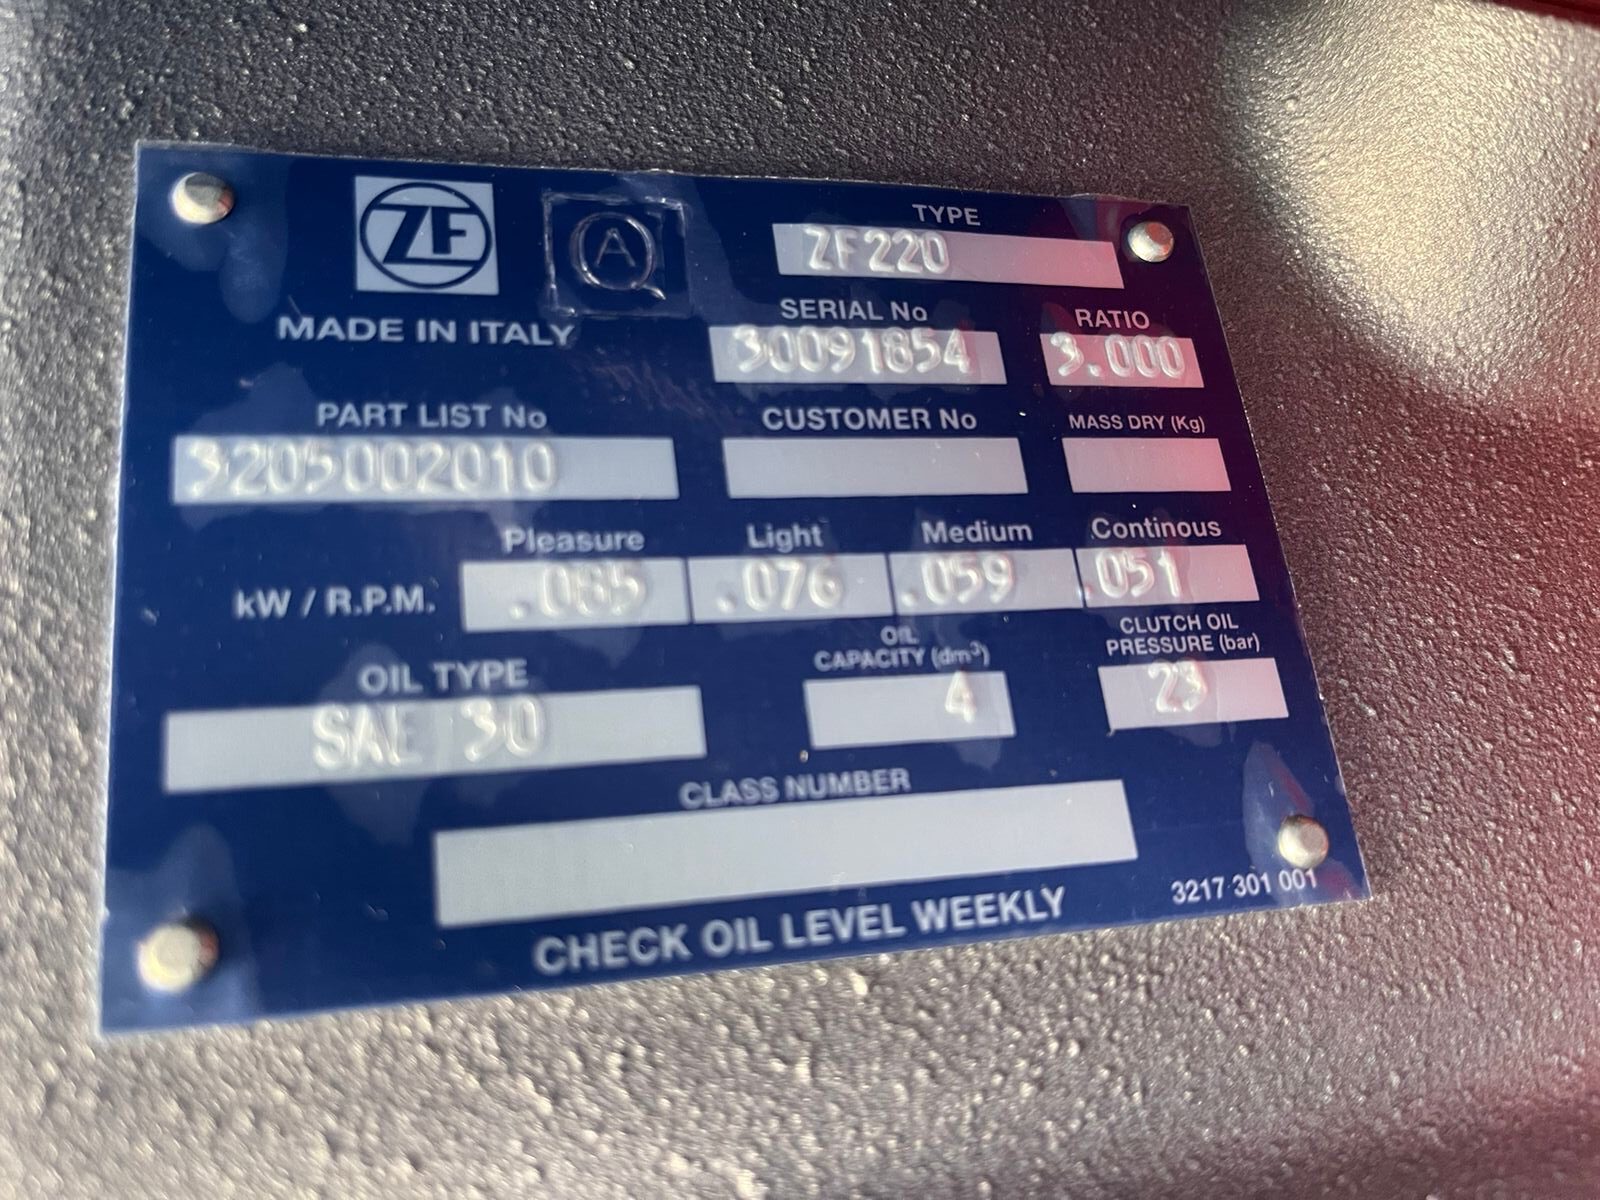 ZF
QA
TYPE
ZF220
MADE IN ITALY
SERIAL No
30091854
RATIO
3.000
PART LIST No
3205002010
CUSTOMER No
MASS DRY (Kg)
Pleasure Light Medium Continous
kW / R.P.M. .085 .076 .059 .051
OIL TYPE
SAE 30
OIL
CAPACITY (dm³)
4
CLUTCH OIL
PRESSURE (bar)
23
CLASS NUMBER
CHECK OIL LEVEL WEEKLY
3217 301 001